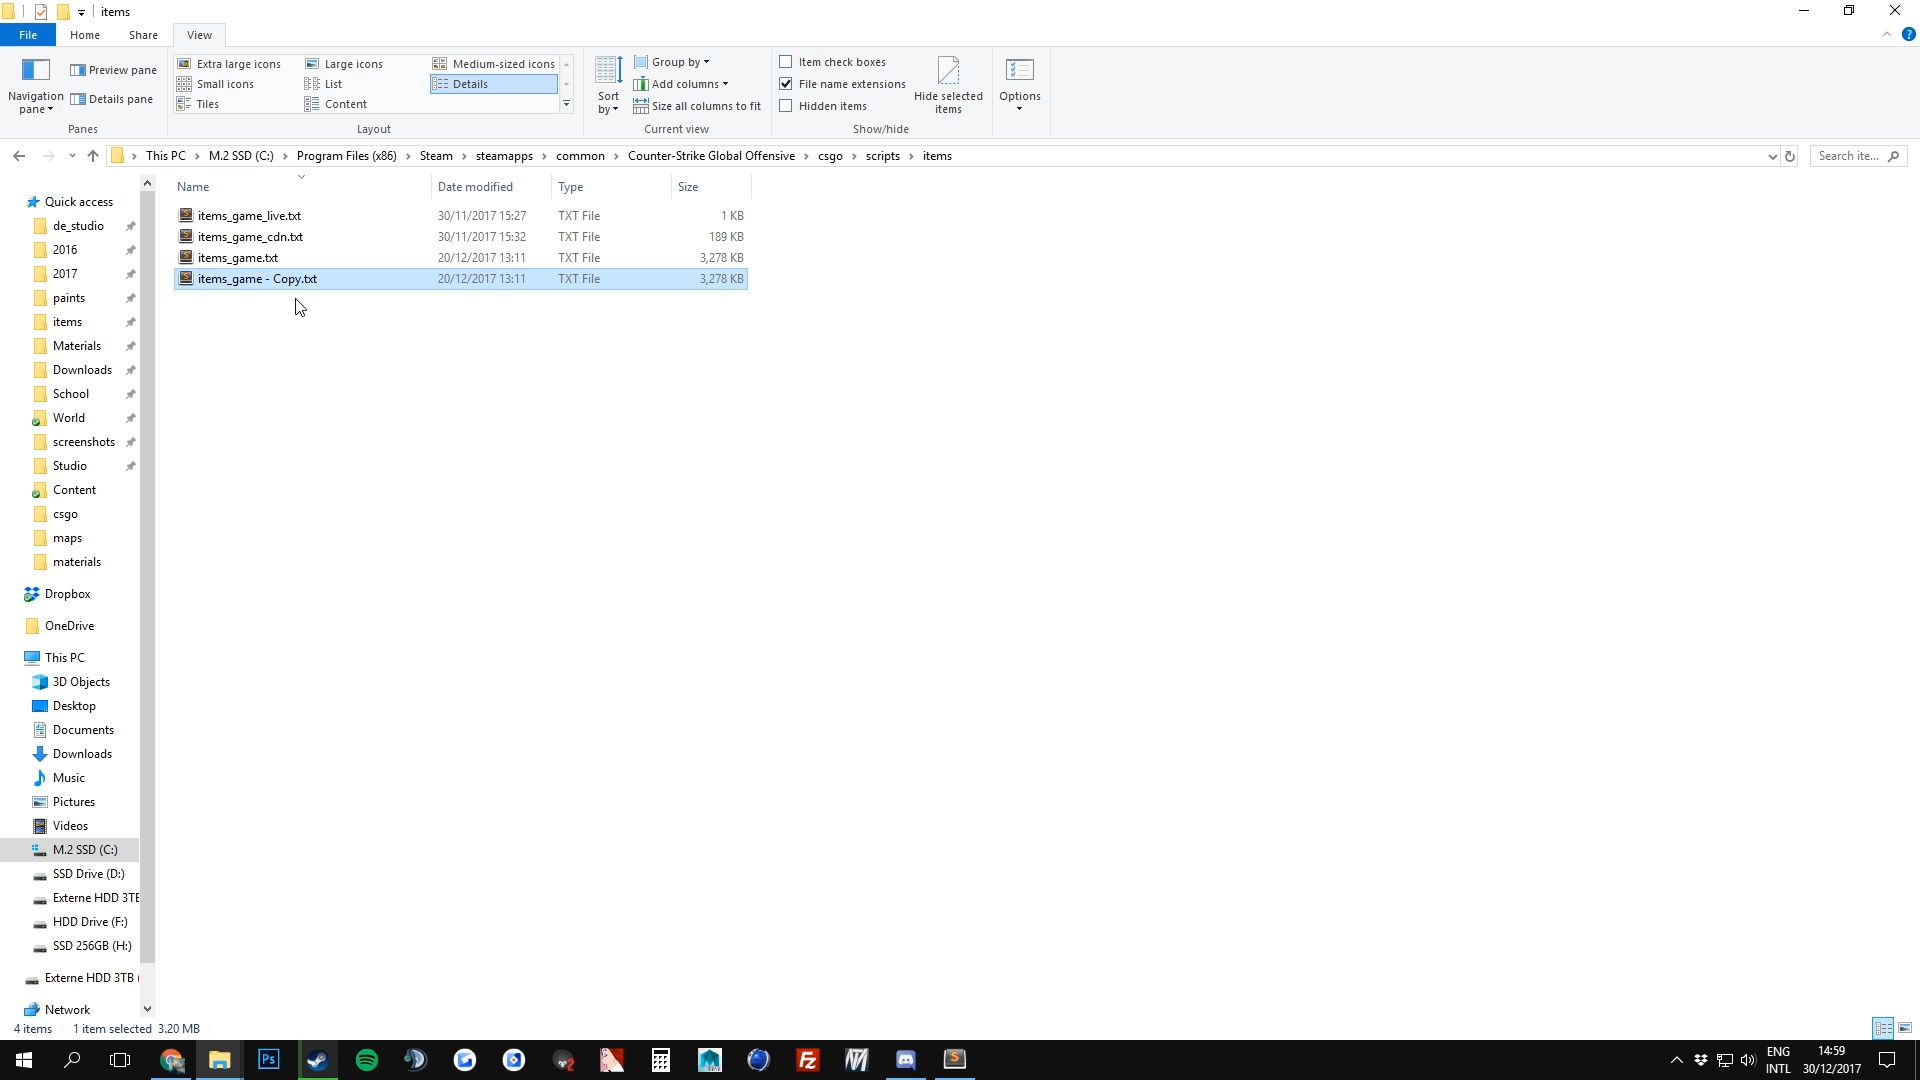 items
File
Home
Share
View
Navigation pane
Preview pane
Details pane
Panes
Extra large icons
Large icons
Medium-sized icons
Small icons
List
Details
Tiles
Content
Layout
Sort by
Group by
Add columns
Size all columns to fit
Current view
Item check boxes
File name extensions
Hidden items
Hide selected items
Show/hide
Options
This PC
M.2 SSD (C:)
Program Files (x86)
Steam
steamapps
common
Counter-Strike Global Offensive
csgo
scripts
items
Search ite...
Name
Date modified
Type
Size
items_game_live.txt 30/11/2017 15:27 TXT File 1 KB
items_game_cdn.txt 30/11/2017 15:32 TXT File 189 KB
items_game.txt 20/12/2017 13:11 TXT File 3,278 KB
items_game - Copy.txt 20/12/2017 13:11 TXT File 3,278 KB
Quick access
de_studio
2016
2017
paints
items
Materials
Downloads
School
World
screenshots
Studio
Content
csgo
maps
materials
Dropbox
OneDrive
This PC
3D Objects
Desktop
Documents
Downloads
Music
Pictures
Videos
M.2 SSD (C:)
SSD Drive (D:)
Externe HDD 3TE
HDD Drive (F:)
SSD 256GB (H:)
Externe HDD 3TB (
Network
4 items 1 item selected 3.20 MB
Ps
2
Fz
S
ENG
INTL
14:59
30/12/2017